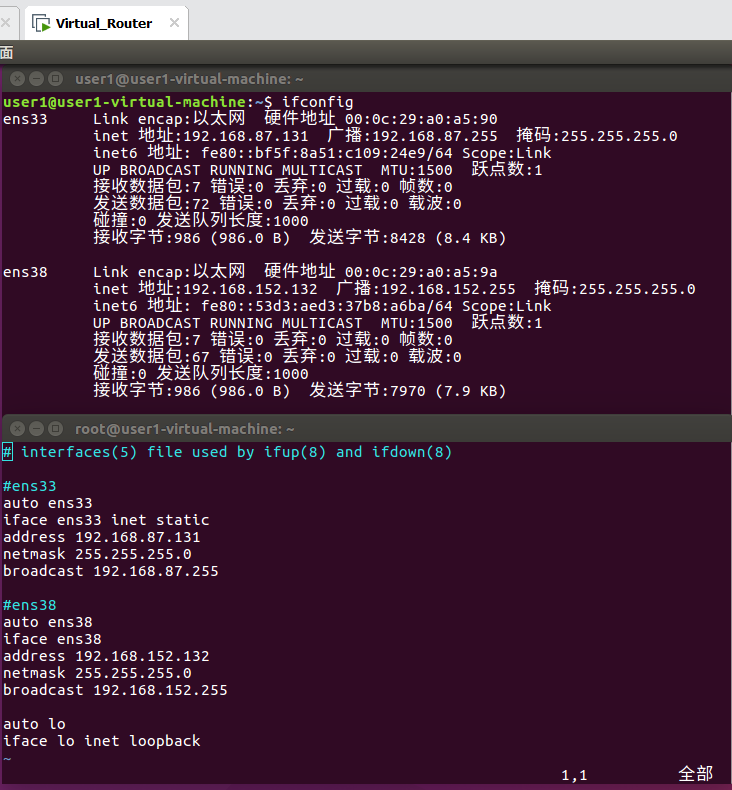 Virtual_Router
面
user1@user1-virtual-machine: ~
user1@user1-virtual-machine:~$ ifconfig
ens33     Link encap:以太网  硬件地址 00:0c:29:a0:a5:90
          inet 地址:192.168.87.131  广播:192.168.87.255  掩码:255.255.255.0
          inet6 地址: fe80::bf5f:8a51:c109:24e9/64 Scope:Link
          UP BROADCAST RUNNING MULTICAST  MTU:1500  跃点数:1
          接收数据包:7 错误:0 丢弃:0 过载:0 帧数:0
          发送数据包:72 错误:0 丢弃:0 过载:0 载波:0
          碰撞:0 发送队列长度:1000
          接收字节:986 (986.0 B)  发送字节:8428 (8.4 KB)
ens38     Link encap:以太网  硬件地址 00:0c:29:a0:a5:9a
          inet 地址:192.168.152.132  广播:192.168.152.255  掩码:255.255.255.0
          inet6 地址: fe80::53d3:aed3:37b8:a6ba/64 Scope:Link
          UP BROADCAST RUNNING MULTICAST  MTU:1500  跃点数:1
          接收数据包:7 错误:0 丢弃:0 过载:0 帧数:0
          发送数据包:67 错误:0 丢弃:0 过载:0 载波:0
          碰撞:0 发送队列长度:1000
          接收字节:986 (986.0 B)  发送字节:7970 (7.9 KB)
root@user1-virtual-machine: ~
# interfaces(5) file used by ifup(8) and ifdown(8)
#ens33
auto ens33
iface ens33 inet static
address 192.168.87.131
netmask 255.255.255.0
broadcast 192.168.87.255
#ens38
auto ens38
iface ens38
address 192.168.152.132
netmask 255.255.255.0
broadcast 192.168.152.255
auto lo
iface lo inet loopback
~
1,1 全部